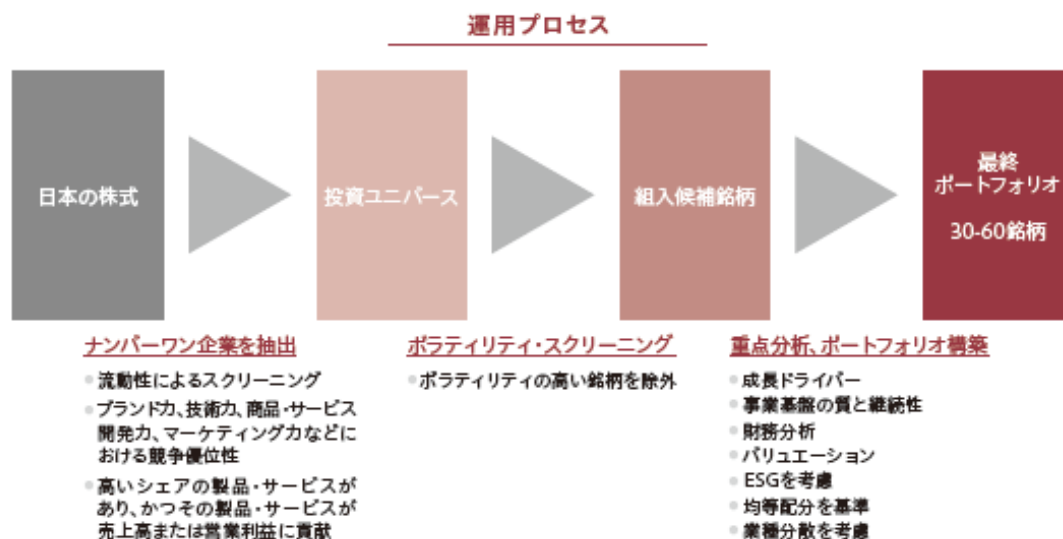 運用プロセス
日本の株式
投資ユニバース
組入候補銘柄
最終
ポートフォリオ
30-60銘柄
ナンバーワン企業を抽出
流動性によるスクリーニング
ブランド力、技術力、商品・サービス
開発力、マーケティング力などに
おける競争優位性
高いシェアの製品・サービスが
あり、かつその製品・サービスが
売上高または営業利益に貢献
ボラティリティ・スクリーニング
ボラティリティの高い銘柄を除外
重点分析、ポートフォリオ構築
成長ドライバー
事業基盤の質と継続性
財務分析
バリュエーション
ESGを考慮
均等配分を基準
業種分散を考慮